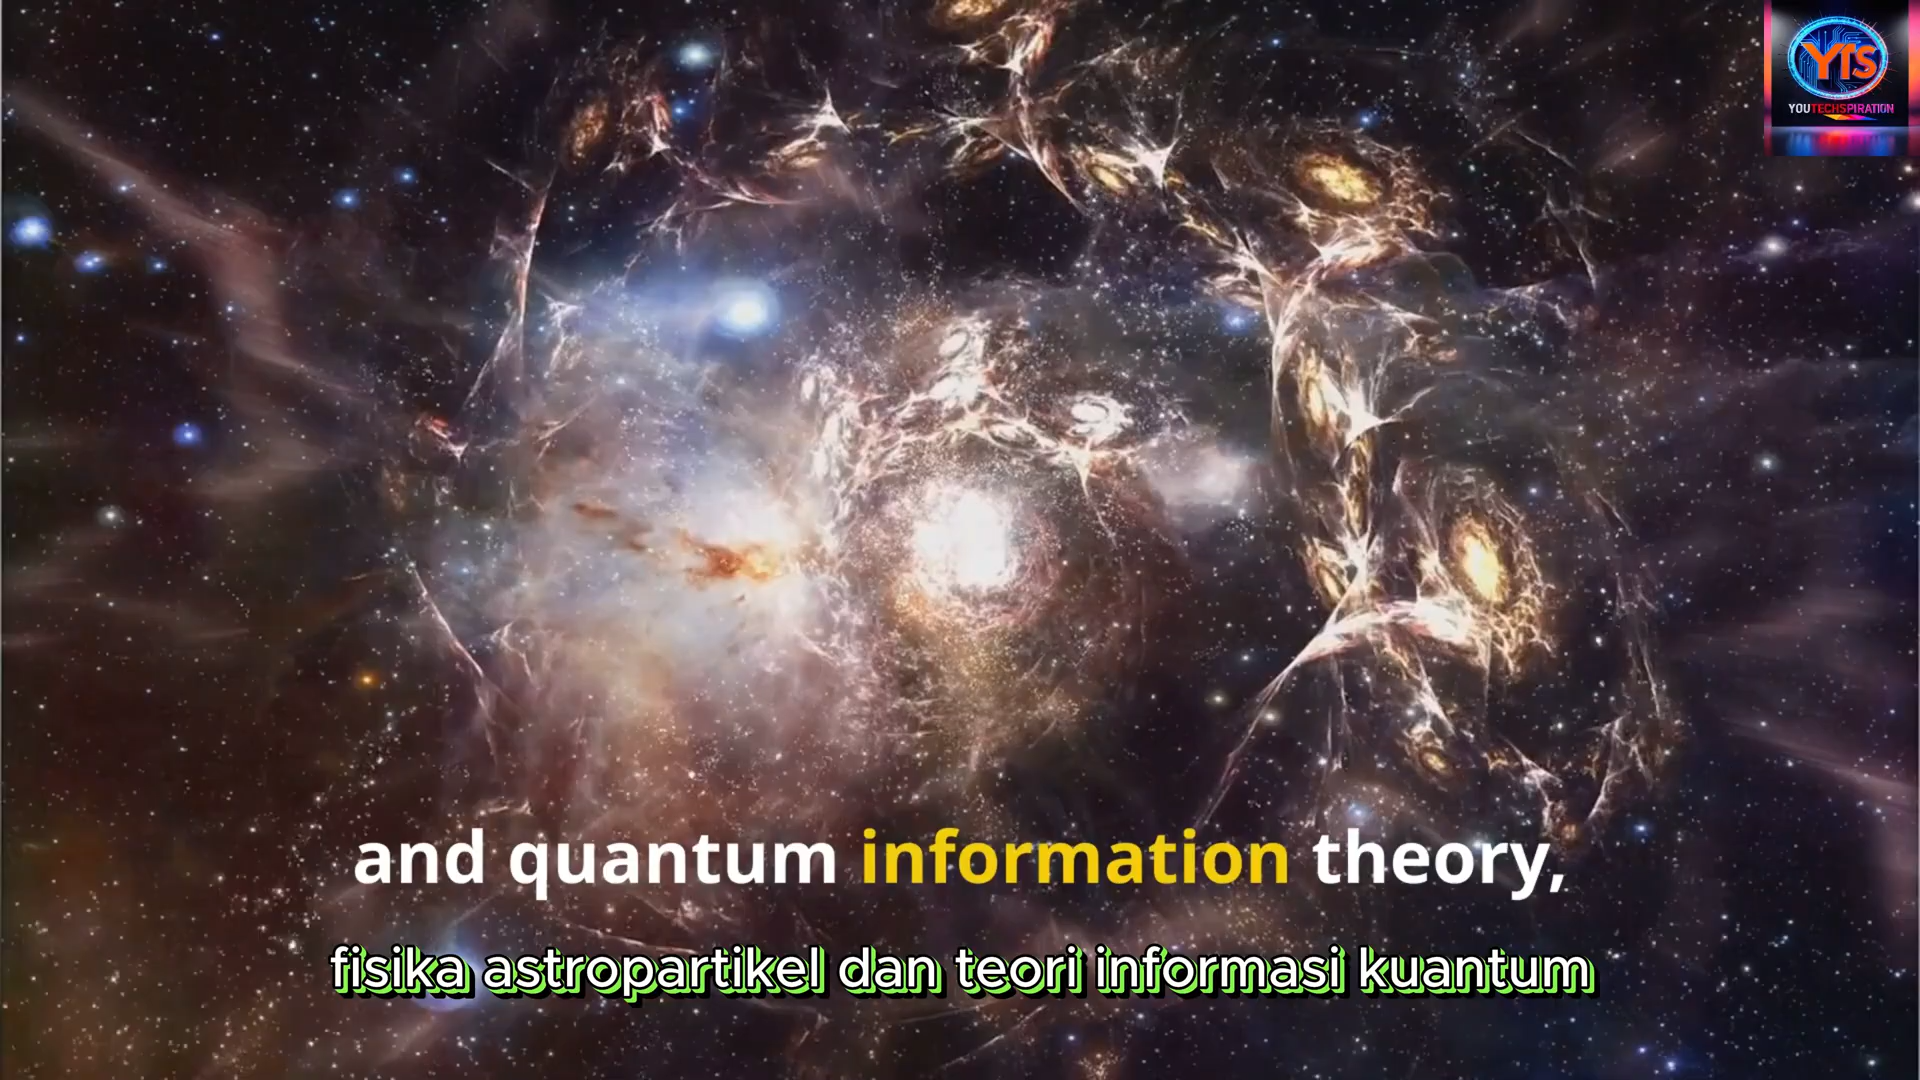 YTS
YOUTECHSPIRATION
and quantum information theory,
fisika astropartikel dan teori informasi kuantum